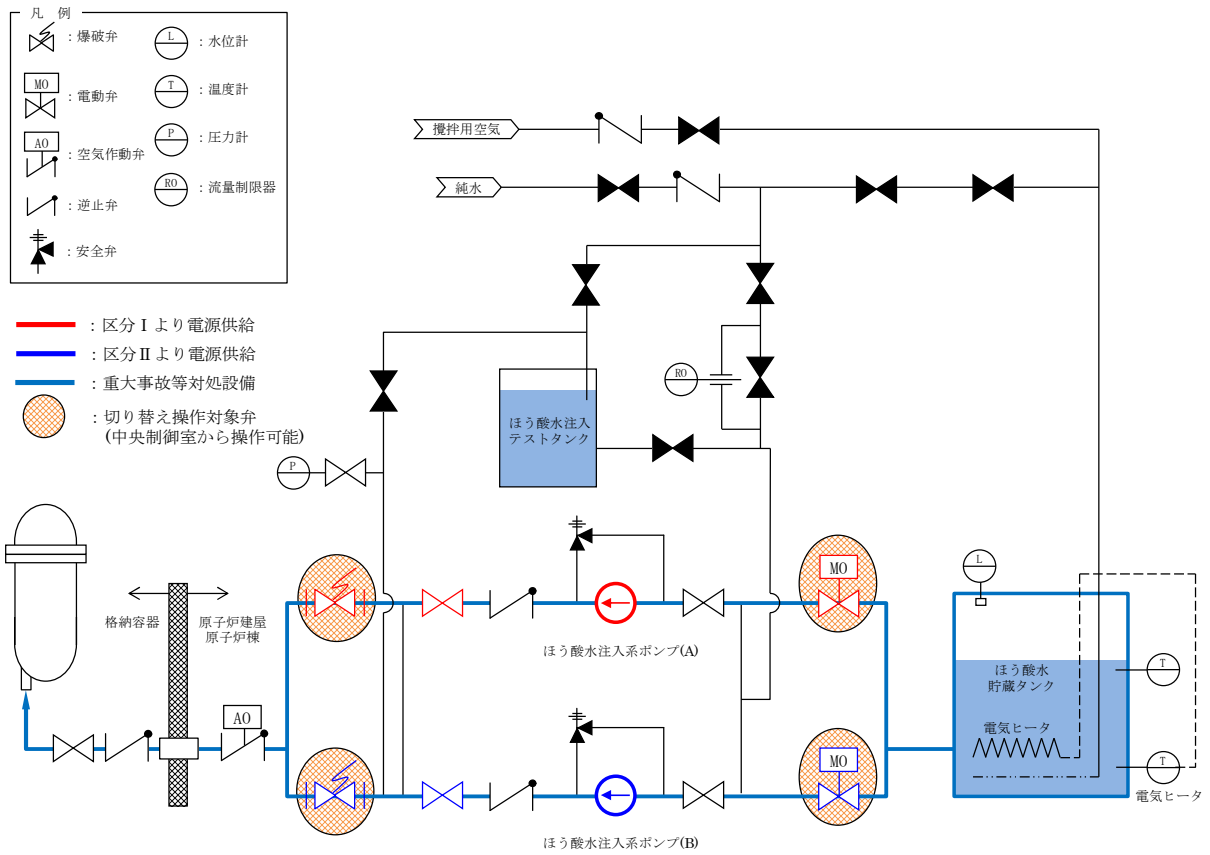 凡 例
：爆破弁
L
：水位計
MO
：電動弁
T
：温度計
AO
：空気作動弁
P
：圧力計
：逆止弁
RO
：流量制限器
：安全弁
：区分Ⅰより電源供給
：区分Ⅱより電源供給
：重大事故等対処設備
：切り替え操作対象弁
(中央制御室から操作可能)
攪拌用空気
純水
RO
ほう酸水注入
テストタンク
P
MO
L
格納容器
原子炉建屋
原子炉棟
ほう酸水注入系ポンプ(A)
ほう酸水
貯蔵タンク
T
AO
電気ヒータ
MO
T
電気ヒータ
ほう酸水注入系ポンプ(B)